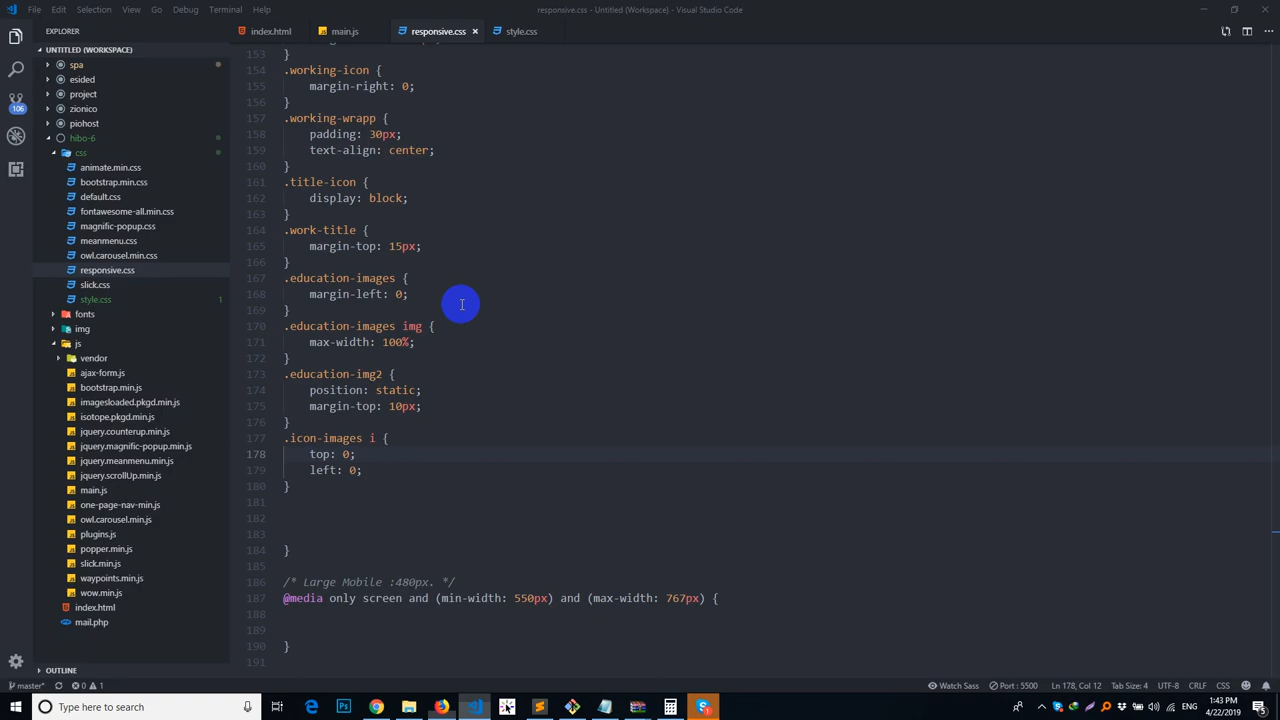 File Edit Selection View Go Debug Terminal Help
responsive.css - Untitled (Workspace) - Visual Studio Code
EXPLORER
index.html
main.js
responsive.css
style.css
UNTITLED (WORKSPACE)
spa
esided
project
zionico
piohost
hibo-6
css
animate.min.css
bootstrap.min.css
default.css
fontawesome-all.min.css
magnific-popup.css
meanmenu.css
owl.carousel.min.css
responsive.css
slick.css
style.css 1
fonts
img
js
vendor
ajax-form.js
bootstrap.min.js
imagesloaded.pkgd.min.js
isotope.pkgd.min.js
jquery.counterup.min.js
jquery.magnific-popup.min.js
jquery.meanmenu.min.js
jquery.scrollUp.min.js
main.js
one-page-nav-min.js
owl.carousel.min.js
plugins.js
popper.min.js
slick.min.js
waypoints.min.js
wow.min.js
index.html
mail.php
OUTLINE
106
153 }
154 .working-icon {
155 margin-right: 0;
156 }
157 .working-wrapp {
158 padding: 30px;
159 text-align: center;
160 }
161 .title-icon {
162 display: block;
163 }
164 .work-title {
165 margin-top: 15px;
166 }
167 .education-images {
168 margin-left: 0;
169 }
170 .education-images img {
171 max-width: 100%;
172 }
173 .education-img2 {
174 position: static;
175 margin-top: 10px;
176 }
177 .icon-images i {
178 top: 0;
179 left: 0;
180 }
181
182
183
184 }
185
186 /* Large Mobile :480px. */
187 @media only screen and (min-width: 550px) and (max-width: 767px) {
188
189
190 }
191
master* 0 1
Watch Sass Port : 5500 Ln 178, Col 12 Tab Size: 4 UTF-8 CRLF CSS
Type here to search
ENG
1:43 PM
4/22/2019